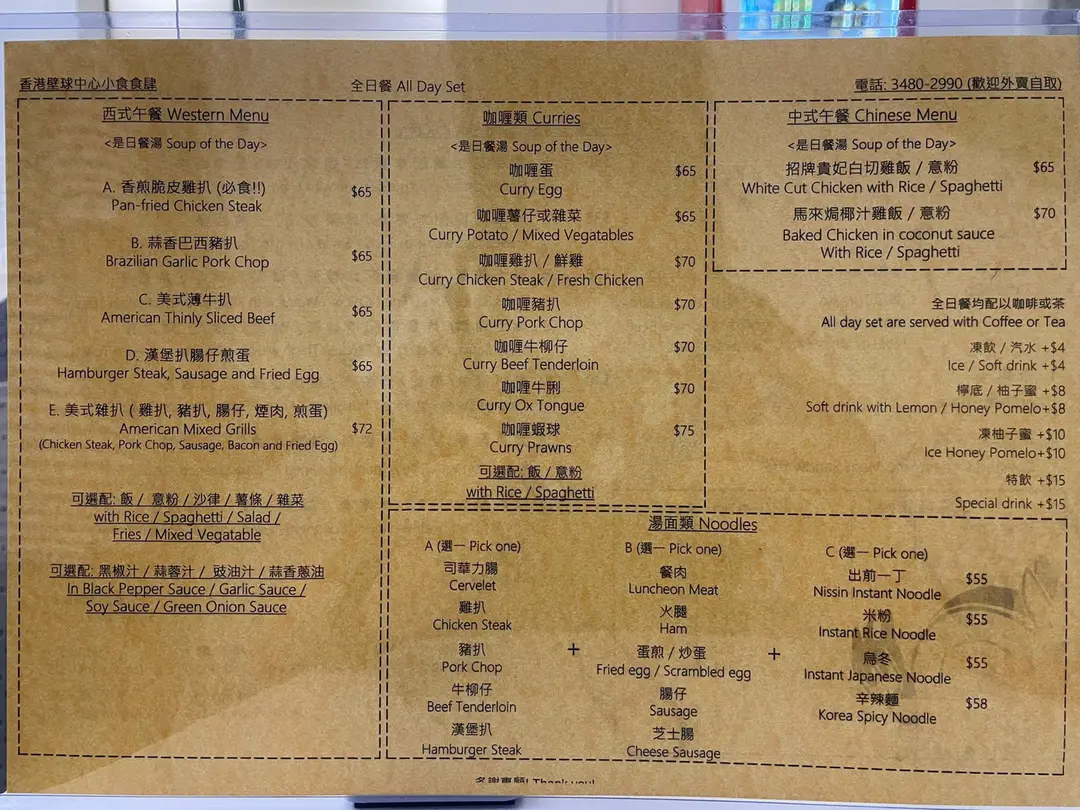 香港壁球中心小食食肆
全日餐 All Day Set
電話: 3480-2990 (歡迎外賣自取)
西式午餐 Western Menu
<是日餐湯 Soup of the Day>
A. 香煎脆皮雞扒 (必食!!)
Pan-fried Chicken Steak
$65
B. 蒜香巴西豬扒
Brazilian Garlic Pork Chop
$65
C. 美式薄牛扒
American Thinly Sliced Beef
$65
D. 漢堡扒腸仔煎蛋
Hamburger Steak, Sausage and Fried Egg
$65
E. 美式雜扒 ( 雞扒, 豬扒, 腸仔, 煙肉, 煎蛋)
American Mixed Grills
$72
(Chicken Steak, Pork Chop, Sausage, Bacon and Fried Egg)
可選配: 飯 / 意粉 / 沙律 / 薯條 / 雜菜
with Rice / Spaghetti / Salad /
Fries / Mixed Vegatable
可選配: 黑椒汁 / 蒜蓉汁 / 豉油汁 / 蒜香蔥油
In Black Pepper Sauce / Garlic Sauce /
Soy Sauce / Green Onion Sauce
咖喱類 Curries
<是日餐湯 Soup of the Day>
咖喱蛋 $65
Curry Egg
咖喱薯仔或雜菜 $65
Curry Potato / Mixed Vegatables
咖喱雞扒 / 鮮雞 $70
Curry Chicken Steak / Fresh Chicken
咖喱豬扒 $70
Curry Pork Chop
咖喱牛柳仔 $70
Curry Beef Tenderloin
咖喱牛脷 $70
Curry Ox Tongue
咖喱蝦球 $75
Curry Prawns
可選配: 飯 / 意粉
with Rice / Spaghetti
中式午餐 Chinese Menu
<是日餐湯 Soup of the Day>
招牌貴妃白切雞飯 / 意粉 $65
White Cut Chicken with Rice / Spaghetti
馬來焗椰汁雞飯 / 意粉 $70
Baked Chicken in coconut sauce
With Rice / Spaghetti
全日餐均配以咖啡或茶
All day set are served with Coffee or Tea
凍飲 / 汽水 +$4
Ice / Soft drink +$4
檸底 / 柚子蜜 +$8
Soft drink with Lemon / Honey Pomelo+$8
凍柚子蜜 +$10
Ice Honey Pomelo+$10
特飲 +$15
Special drink +$15
湯面類 Noodles
A (選一 Pick one)
司華力腸
Cervelet
雞扒
Chicken Steak
豬扒
Pork Chop
牛柳仔
Beef Tenderloin
漢堡扒
Hamburger Steak
+
B (選一 Pick one)
餐肉
Luncheon Meat
火腿
Ham
蛋煎 / 炒蛋
Fried egg / Scrambled egg
腸仔
Sausage
芝士腸
Cheese Sausage
+
C (選一 Pick one)
出前一丁 $55
Nissin Instant Noodle
米粉 $55
Instant Rice Noodle
烏冬 $55
Instant Japanese Noodle
辛辣麵 $58
Korea Spicy Noodle
多謝惠顧! Thank you!